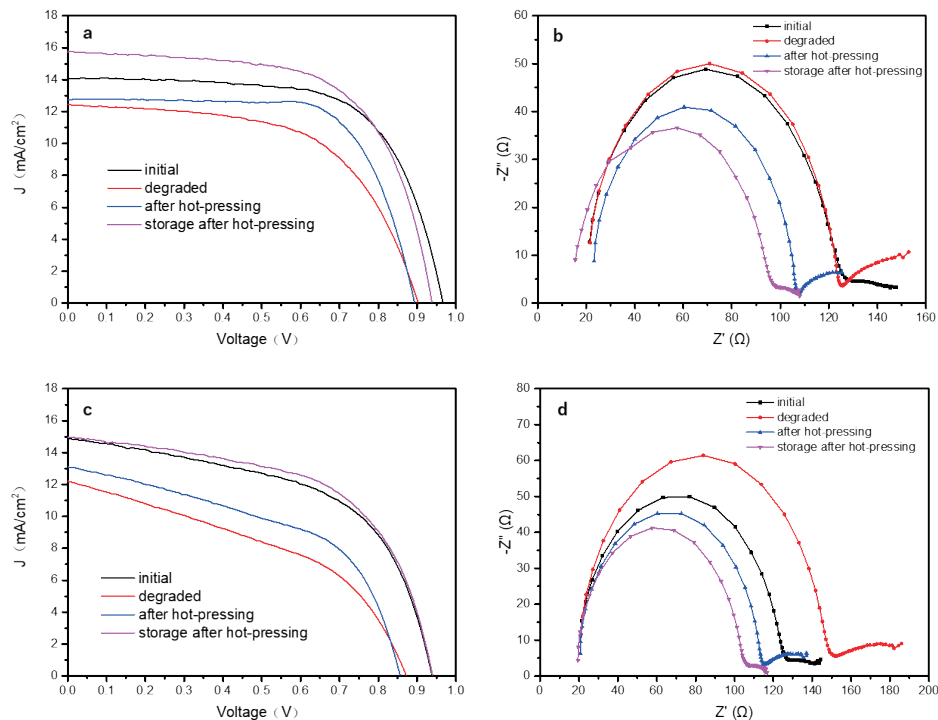 a
J (mA/cm²)
18
16
14
12
10
8
6
4
2
0
initial
degraded
after hot-pressing
storage after hot-pressing
0.0 0.1 0.2 0.3 0.4 0.5 0.6 0.7 0.8 0.9 1.0
Voltage (V)
b
-Z'' (Ω)
60
50
40
30
20
10
0
initial
degraded
after hot-pressing
storage after hot-pressing
0 20 40 60 80 100 120 140 160
Z' (Ω)
c
J (mA/cm²)
18
16
14
12
10
8
6
4
2
0
initial
degraded
after hot-pressing
storage after hot-pressing
0.0 0.1 0.2 0.3 0.4 0.5 0.6 0.7 0.8 0.9 1.0
Voltage (V)
d
-Z'' (Ω)
80
70
60
50
40
30
20
10
0
initial
degraded
after hot-pressing
storage after hot-pressing
0 20 40 60 80 100 120 140 160 180 200
Z' (Ω)